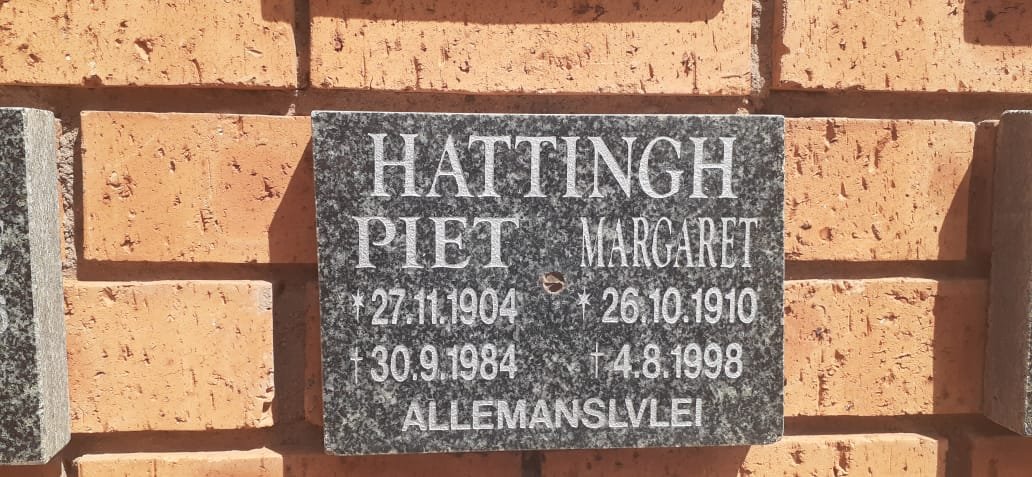 HATTINGH
PIET MARGARET
*27.11.1904 *26.10.1910
†30.9.1984 †4.8.1998
ALLEMANSLVLEI